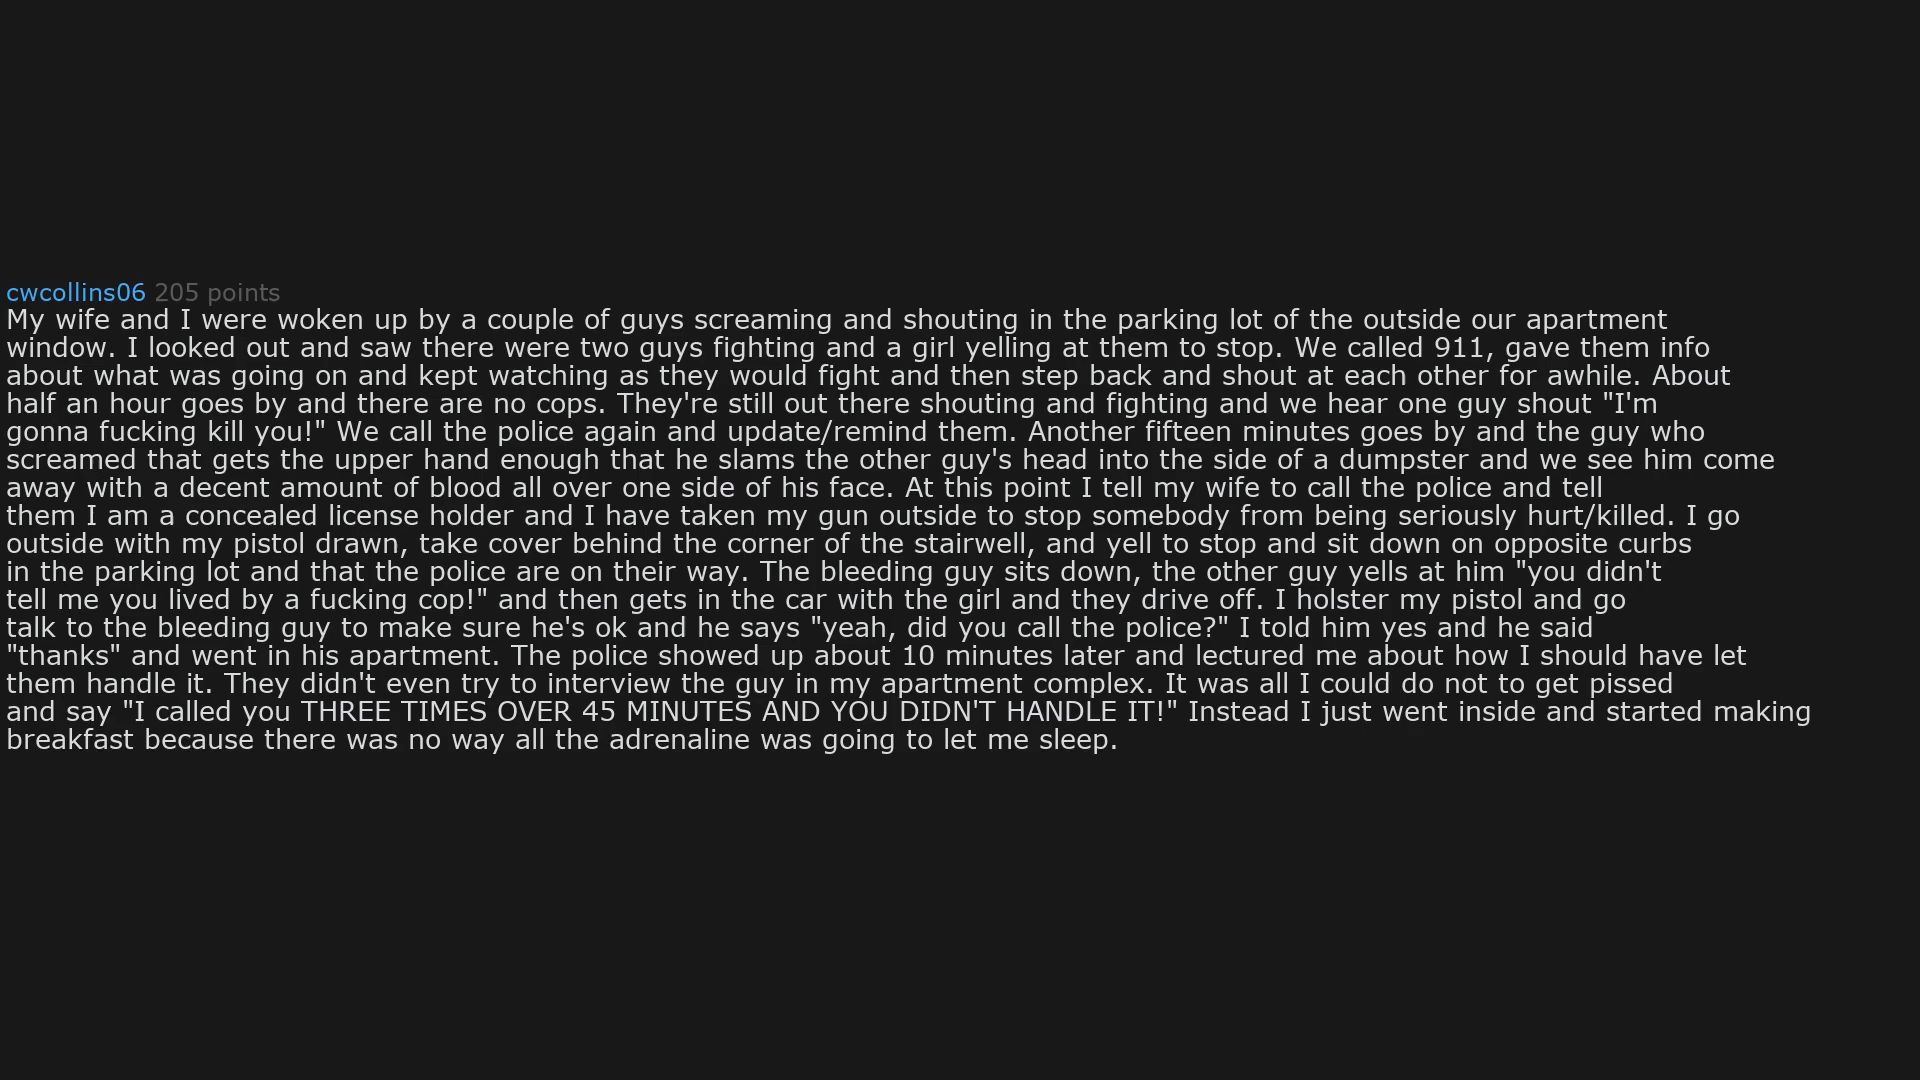 cwcollins06 205 points
My wife and I were woken up by a couple of guys screaming and shouting in the parking lot of the outside our apartment
window. I looked out and saw there were two guys fighting and a girl yelling at them to stop. We called 911, gave them info
about what was going on and kept watching as they would fight and then step back and shout at each other for awhile. About
half an hour goes by and there are no cops. They're still out there shouting and fighting and we hear one guy shout "I'm
gonna fucking kill you!" We call the police again and update/remind them. Another fifteen minutes goes by and the guy who
screamed that gets the upper hand enough that he slams the other guy's head into the side of a dumpster and we see him come
away with a decent amount of blood all over one side of his face. At this point I tell my wife to call the police and tell
them I am a concealed license holder and I have taken my gun outside to stop somebody from being seriously hurt/killed. I go
outside with my pistol drawn, take cover behind the corner of the stairwell, and yell to stop and sit down on opposite curbs
in the parking lot and that the police are on their way. The bleeding guy sits down, the other guy yells at him "you didn't
tell me you lived by a fucking cop!" and then gets in the car with the girl and they drive off. I holster my pistol and go
talk to the bleeding guy to make sure he's ok and he says "yeah, did you call the police?" I told him yes and he said
"thanks" and went in his apartment. The police showed up about 10 minutes later and lectured me about how I should have let
them handle it. They didn't even try to interview the guy in my apartment complex. It was all I could do not to get pissed
and say "I called you THREE TIMES OVER 45 MINUTES AND YOU DIDN'T HANDLE IT!" Instead I just went inside and started making
breakfast because there was no way all the adrenaline was going to let me sleep.